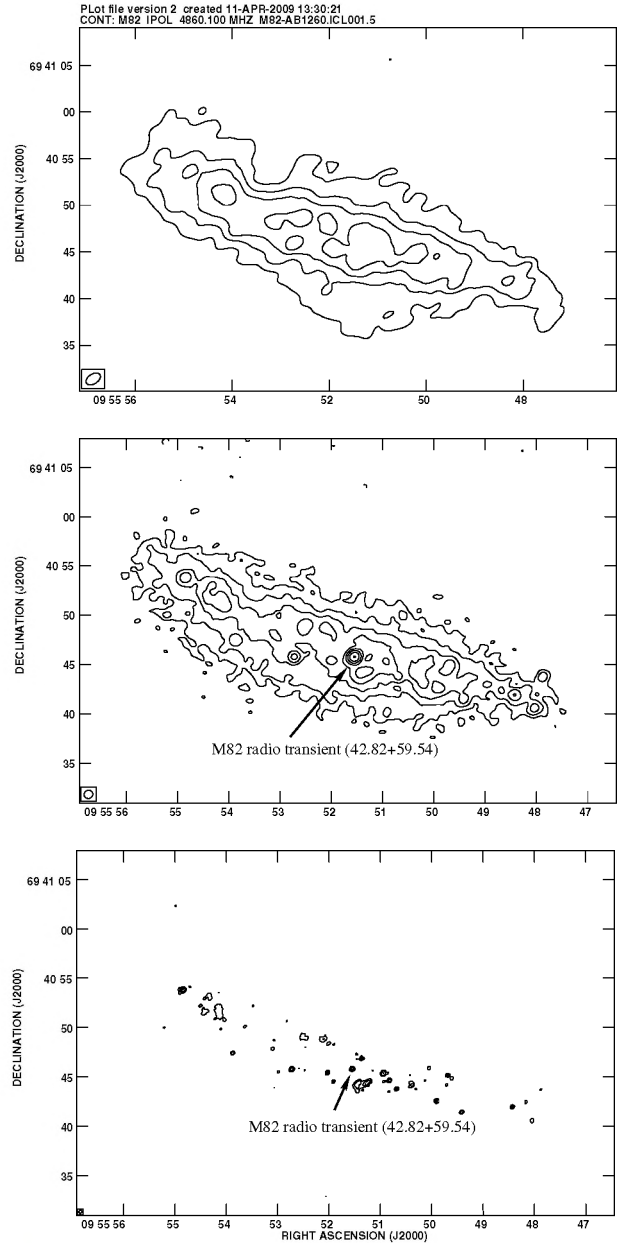 PLot file version 2 created 11-APR-2009 13:30:21
CONT: M82 IPOL 4860.100 MHZ M82-AB1260.ICL001.5
DECLINATION (J2000)
69 41 05
00
40 55
50
45
40
35
09 55 56 54 52 50 48
DECLINATION (J2000)
69 41 05
00
40 55
50
45
40
35
M82 radio transient (42.82+59.54)
09 55 56 55 54 53 52 51 50 49 48 47
DECLINATION (J2000)
69 41 05
00
40 55
50
45
40
35
M82 radio transient (42.82+59.54)
09 55 56 55 54 53 52 51 50 49 48 47
RIGHT ASCENSION (J2000)